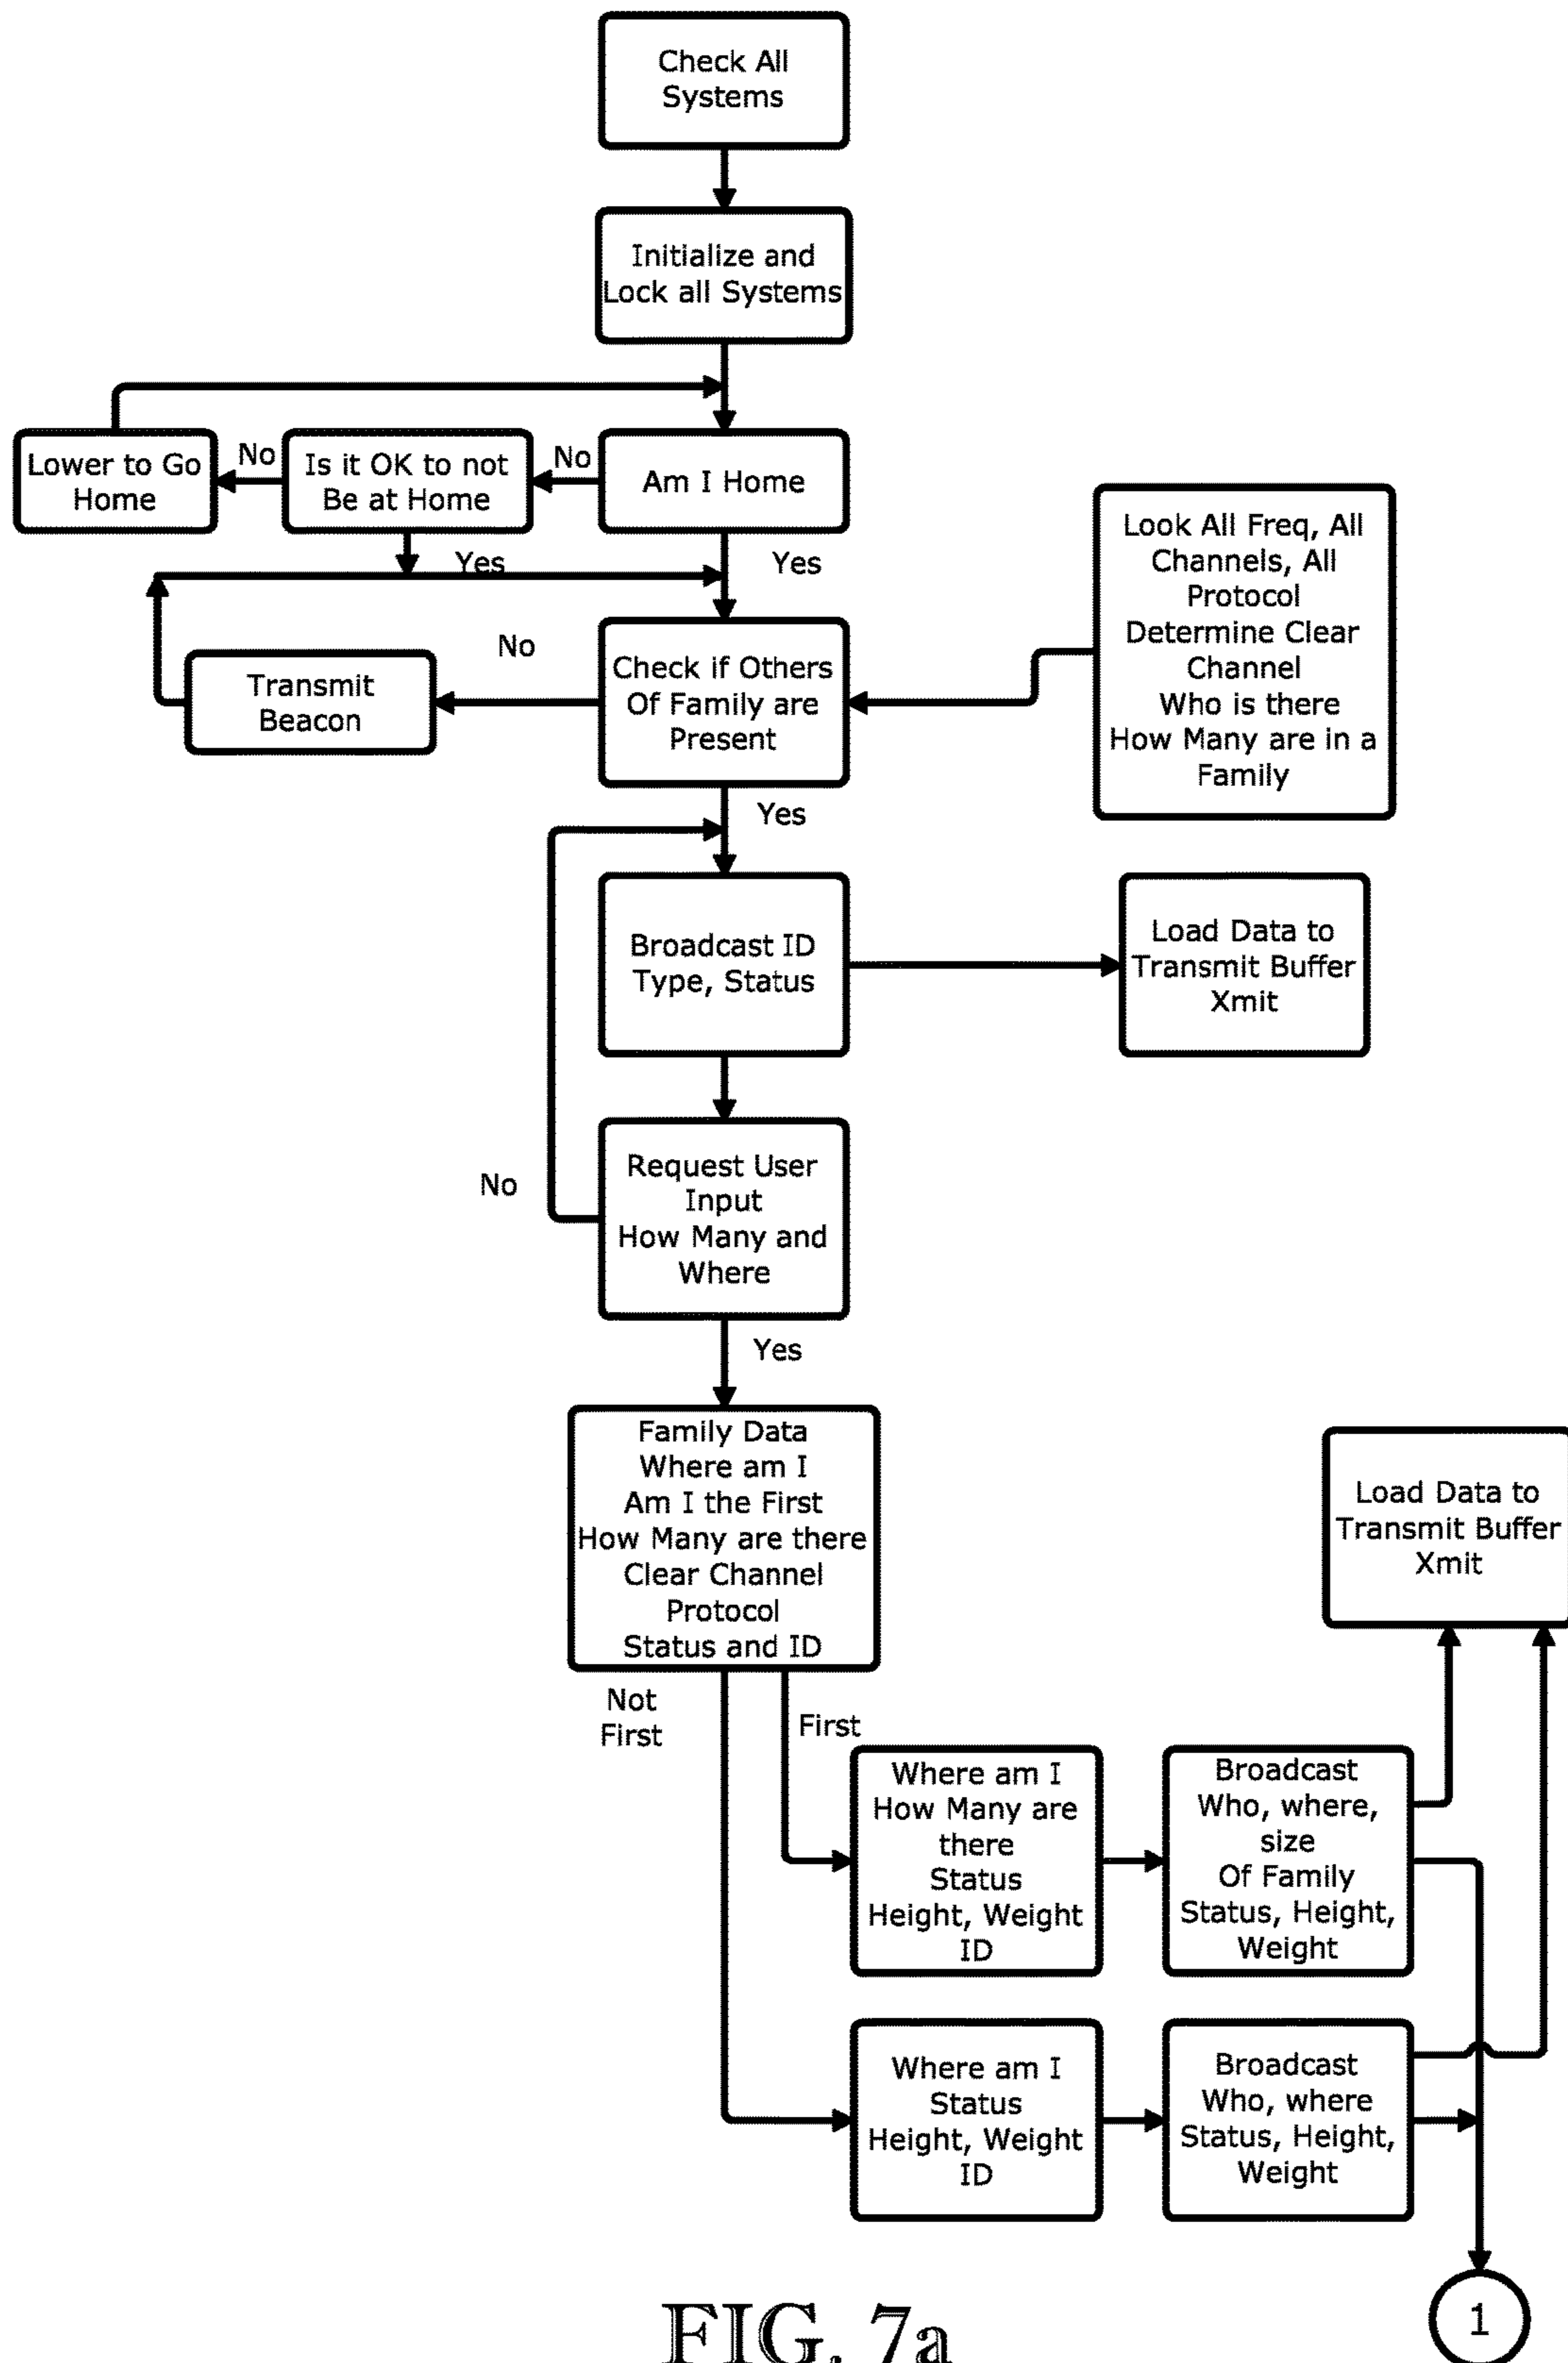 Check All
Systems
Initialize and
Lock all Systems
Lower to Go
Home
No
Is it OK to not
Be at Home
No
Am I Home
Yes
Yes
Look All Freq, All
Channels, All
Protocol
Determine Clear
Channel
Who is there
How Many are in a
Family
No
Transmit
Beacon
Check if Others
Of Family are
Present
Yes
Broadcast ID
Type, Status
Load Data to
Transmit Buffer
Xmit
No
Request User
Input
How Many and
Where
Yes
Family Data
Where am I
Am I the First
How Many are there
Clear Channel
Protocol
Status and ID
Load Data to
Transmit Buffer
Xmit
Not
First
First
Where am I
How Many are
there
Status
Height, Weight
ID
Broadcast
Who, where,
size
Of Family
Status, Height,
Weight
Where am I
Status
Height, Weight
ID
Broadcast
Who, where
Status, Height,
Weight
1
FIG. 7a